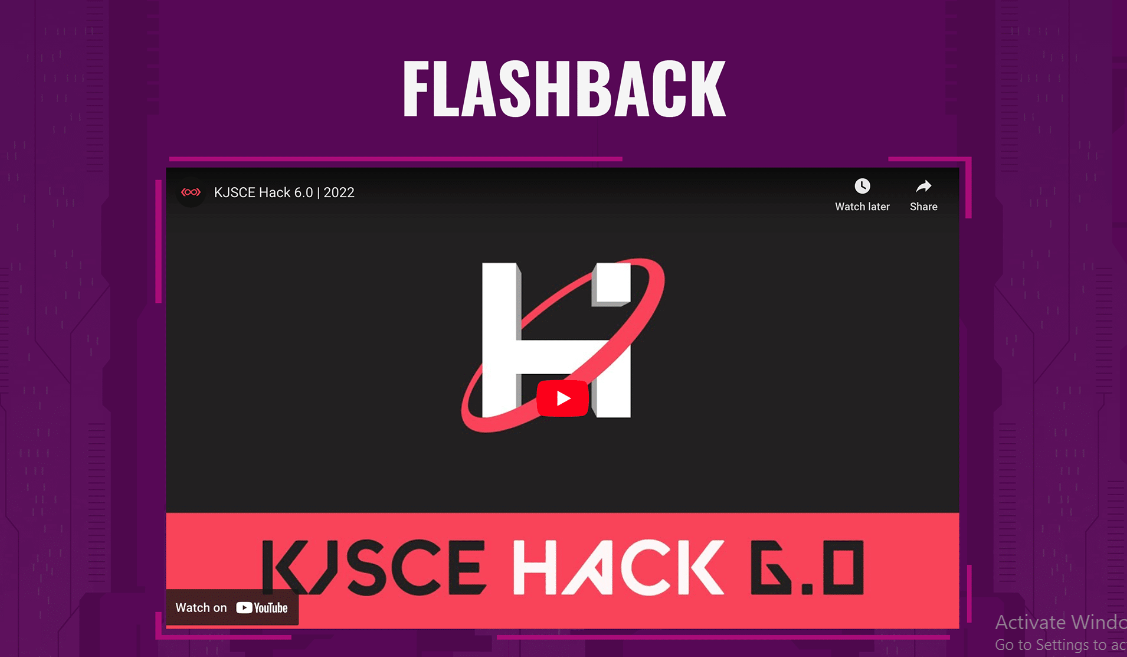 FLASHBACK
KJSCE Hack 6.0 | 2022
Watch later
Share
KJSCE HACK 6.0
Watch on YouTube
Activate Windo
Go to Settings to ac